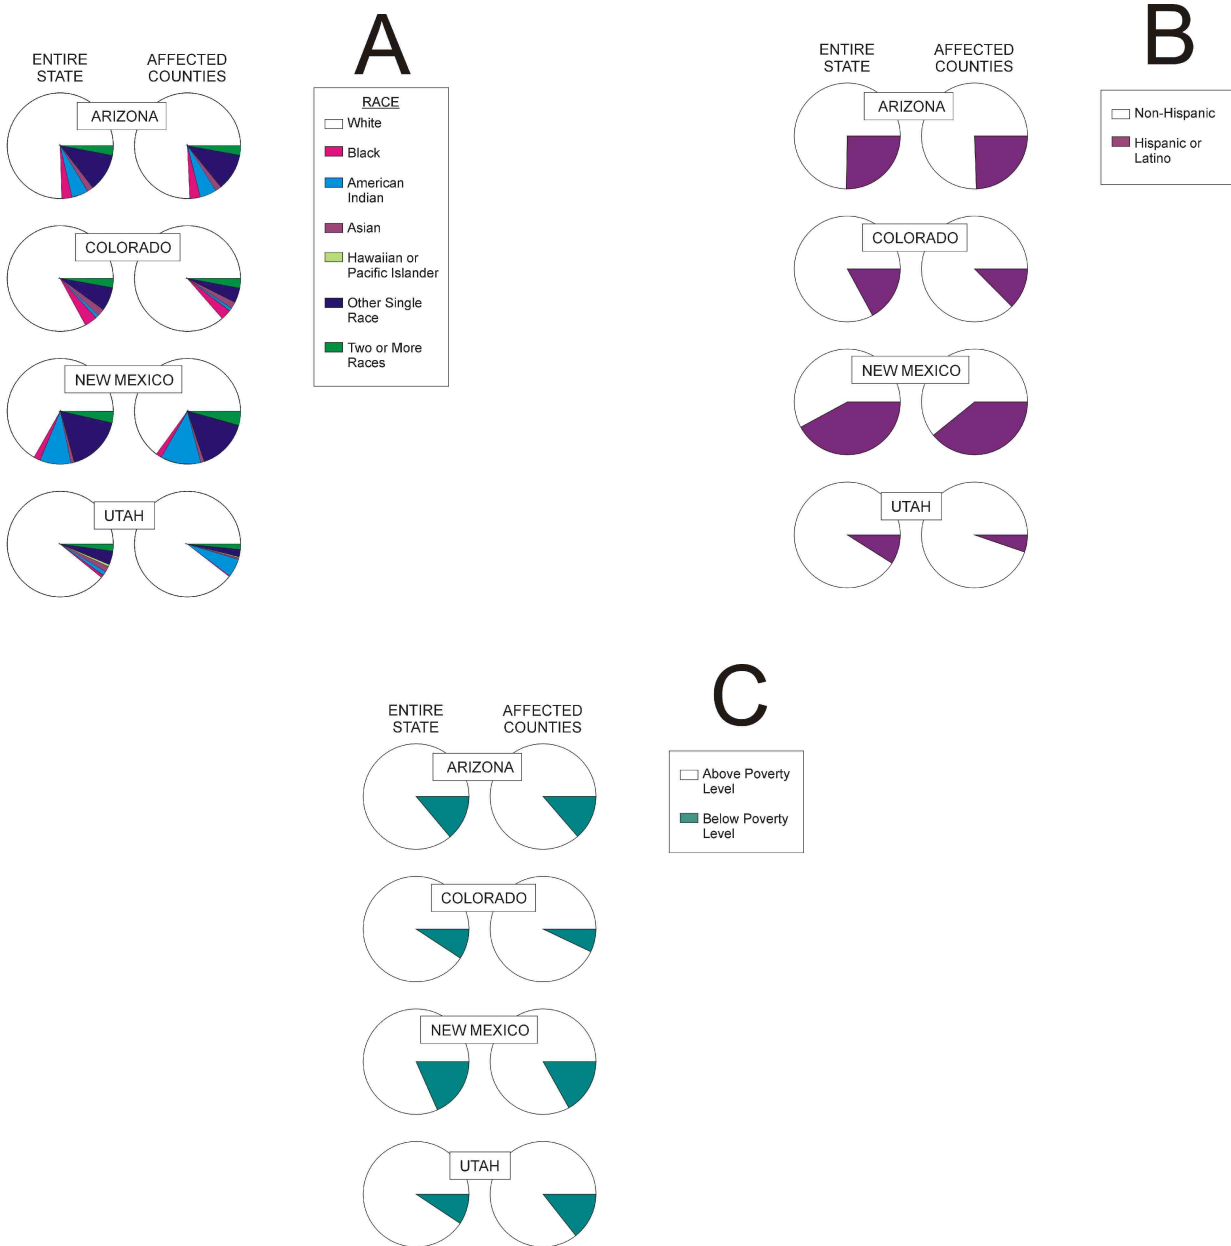 A
ENTIRE
STATE
AFFECTED
COUNTIES
ARIZONA
COLORADO
NEW MEXICO
UTAH
RACE
White
Black
American
Indian
Asian
Hawaiian or
Pacific Islander
Other Single
Race
Two or More
Races
B
ENTIRE
STATE
AFFECTED
COUNTIES
ARIZONA
COLORADO
NEW MEXICO
UTAH
Non-Hispanic
Hispanic or
Latino
C
ENTIRE
STATE
AFFECTED
COUNTIES
ARIZONA
COLORADO
NEW MEXICO
UTAH
Above Poverty
Level
Below Poverty
Level